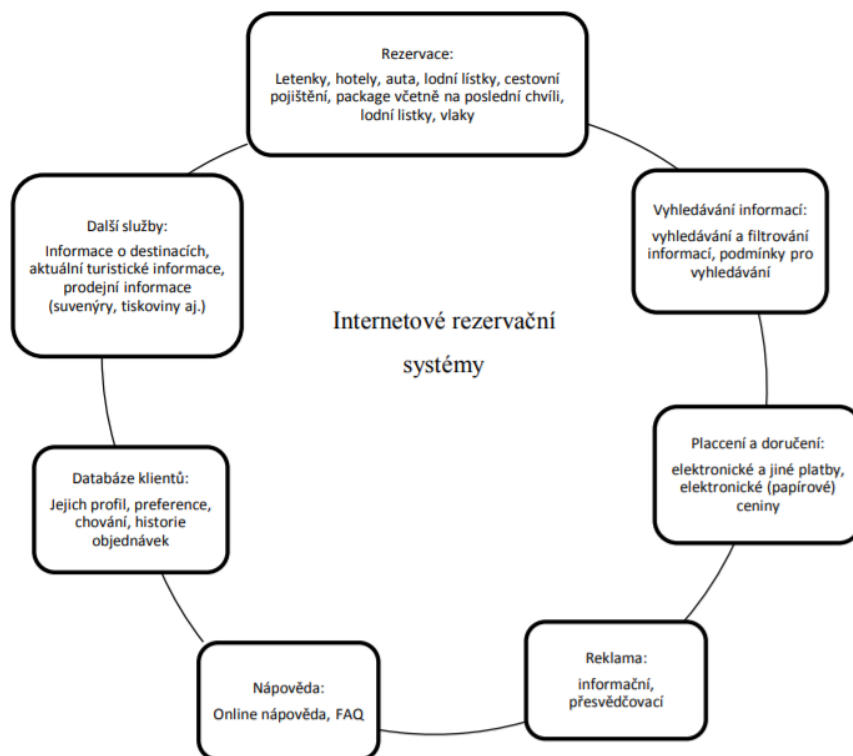 Rezervace:
Letenky, hotely, auta, lodní lístky, cestovní
pojištění, package včetně na poslední chvíli,
lodní listky, vlaky
Vyhledávání informací:
vyhledávání a filtrování
informací, podmínky pro
vyhledávání
Placcení a doručení:
elektronické a jiné platby,
elektronické (papírové)
ceniny
Reklama:
informační,
přesvědčovací
Nápověda:
Online nápověda, FAQ
Databáze klientů:
Jejich profil, preference,
chování, historie
objednávek
Další služby:
Informace o destinacích,
aktuální turistické informace,
prodejní informace
(suvenýry, tiskoviny aj.)
Internetové rezervační
systémy